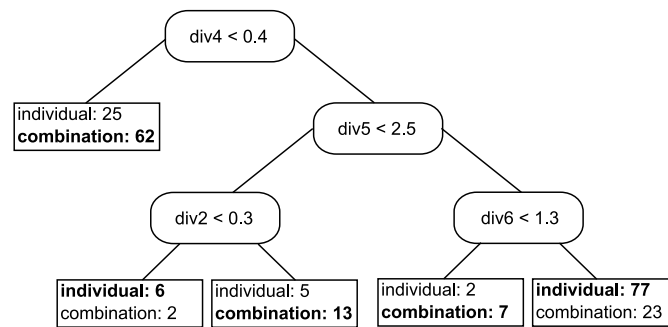 div4 < 0.4
individual: 25
combination: 62
div5 < 2.5
div2 < 0.3
div6 < 1.3
individual: 6
combination: 2
individual: 5
combination: 13
individual: 2
combination: 7
individual: 77
combination: 23